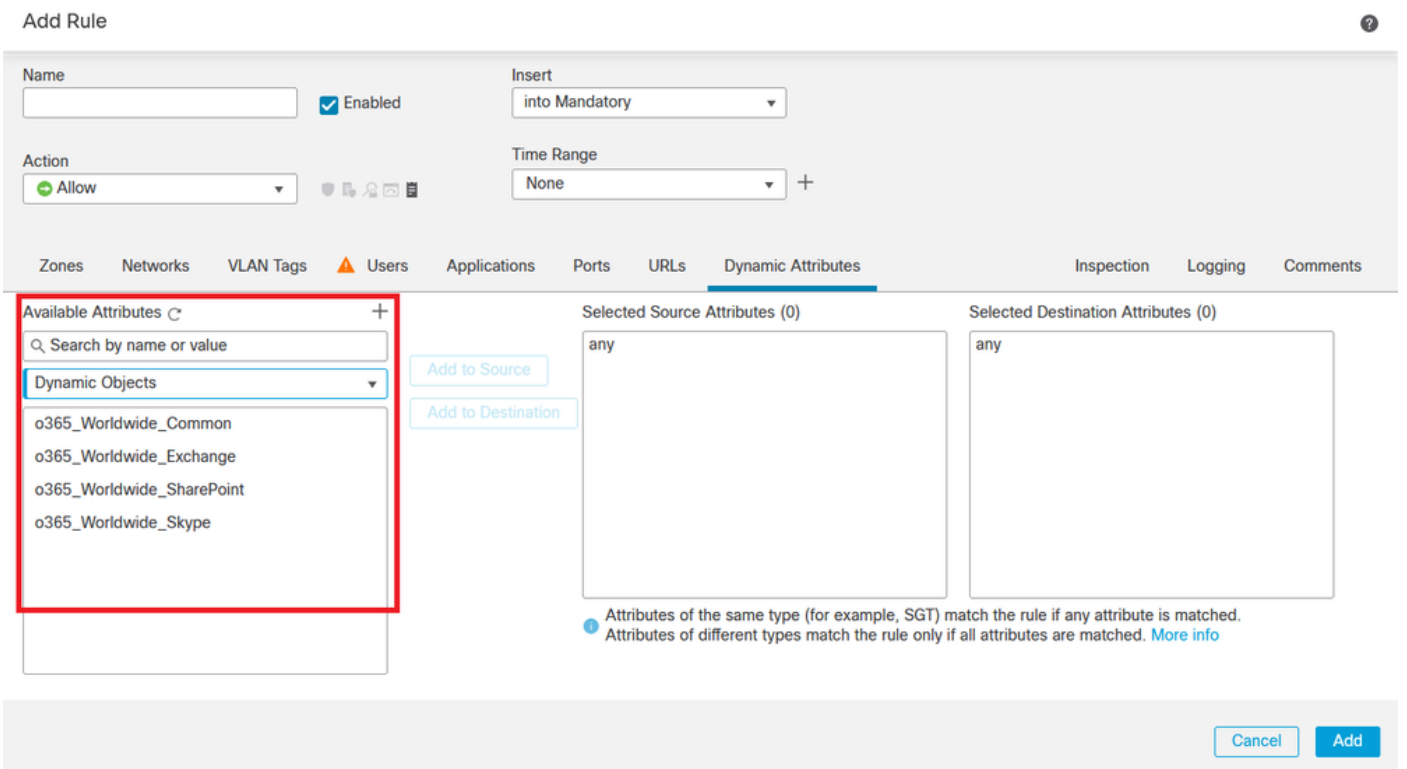 Add Rule
Name
Insert
Enabled
into Mandatory
Action
Time Range
Allow
None
Zones
Networks
VLAN Tags
Users
Applications
Ports
URLs
Dynamic Attributes
Inspection
Logging
Comments
Available Attributes
Search by name or value
Dynamic Objects
o365_Worldwide_Common
o365_Worldwide_Exchange
o365_Worldwide_SharePoint
o365_Worldwide_Skype
Add to Source
Add to Destination
Selected Source Attributes (0)
any
Selected Destination Attributes (0)
any
Attributes of the same type (for example, SGT) match the rule if any attribute is matched.
Attributes of different types match the rule only if all attributes are matched. More info
Cancel
Add